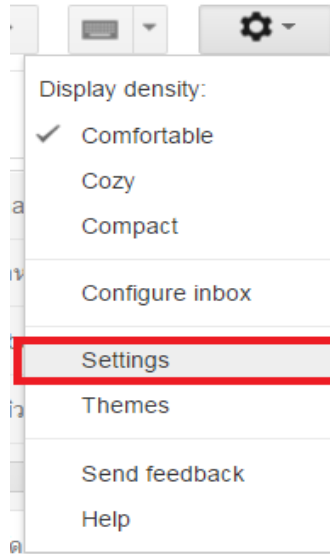 Display density:
Comfortable
Cozy
Compact
Configure inbox
Settings
Themes
Send feedback
Help